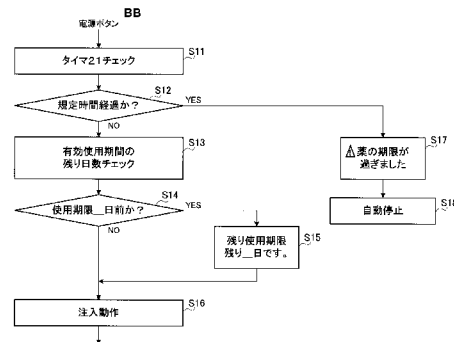 BB
電源ボタン
S11
タイマ21チェック
S12
規定時間経過か?
YES
NO
S13
有効使用期間の
残り日数チェック
S17
⚠薬の期限が
過ぎました
S14
使用期限__日前か?
YES
NO
S18
自動停止
S15
残り使用期限
残り__日です。
S16
注入動作